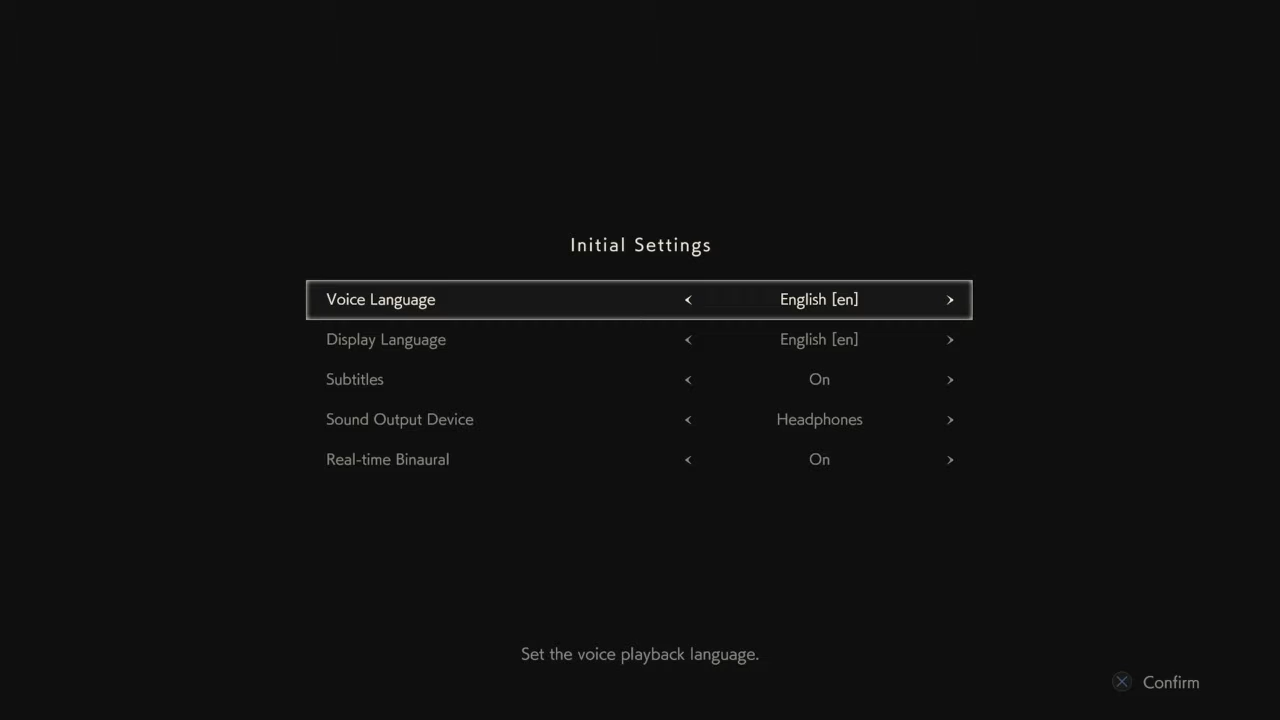 Initial Settings
Voice Language < English [en] >
Display Language < English [en] >
Subtitles < On >
Sound Output Device < Headphones >
Real-time Binaural < On >
Set the voice playback language.
Confirm